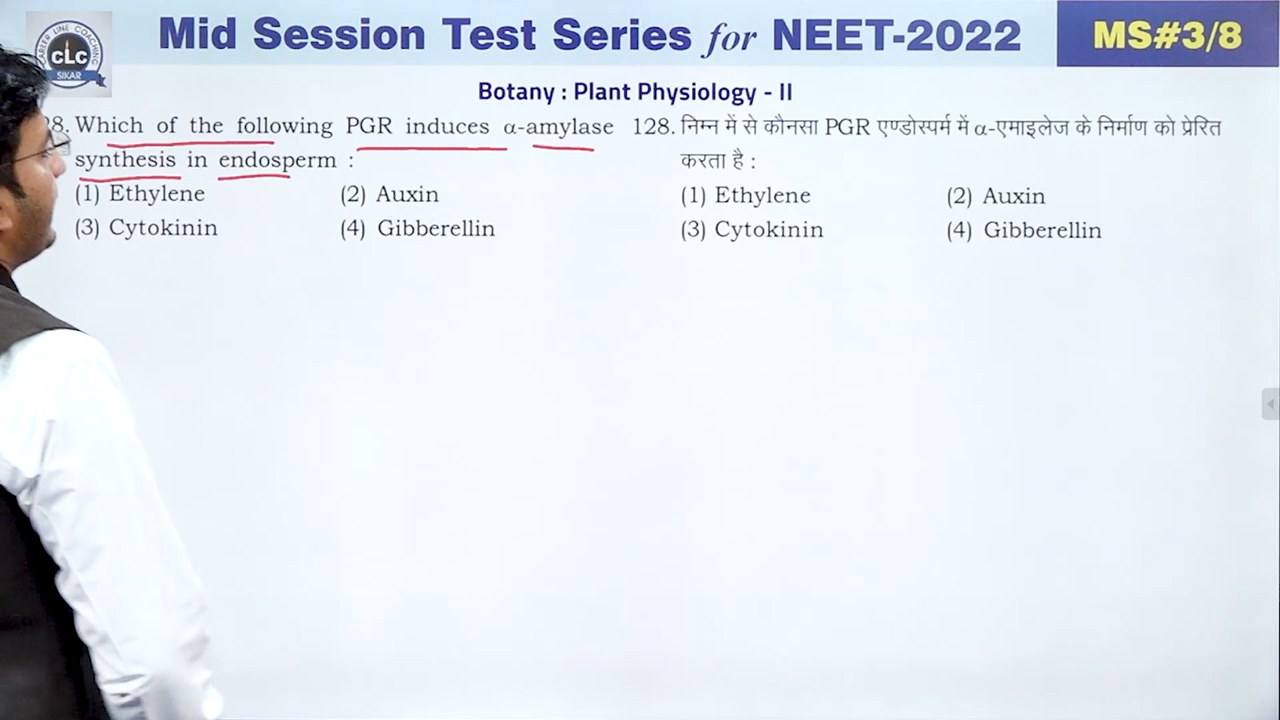 Mid Session Test Series for NEET-2022
MS#3/8
CLC
SIKAR
Botany : Plant Physiology - II
Which of the following PGR induces α-amylase
synthesis in endosperm :
(1) Ethylene (2) Auxin
(3) Cytokinin (4) Gibberellin
128. निम्न में से कौनसा PGR एण्डोस्पर्म में α-एमाइलेज के निर्माण को प्रेरित
करता है :
(1) Ethylene (2) Auxin
(3) Cytokinin (4) Gibberellin